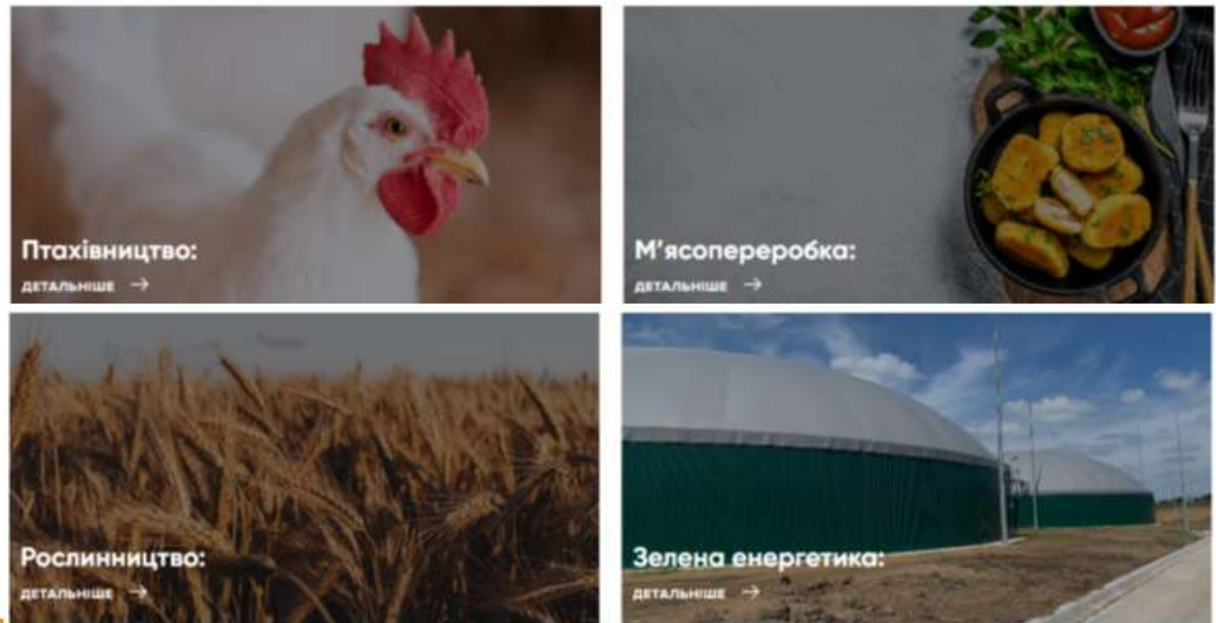 Птахівництво:
ДЕТАЛЬНІШЕ →
М'ясопереробка:
ДЕТАЛЬНІШЕ →
Рослинництво:
ДЕТАЛЬНІШЕ →
Зелена енергетика:
ДЕТАЛЬНІШЕ →